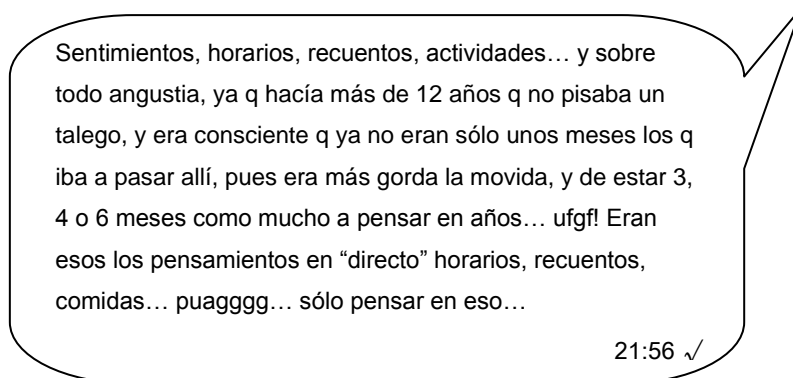 Sentimientos, horarios, recuentos, actividades… y sobre
todo angustia, ya q hacía más de 12 años q no pisaba un
talego, y era consciente q ya no eran sólo unos meses los q
iba a pasar allí, pues era más gorda la movida, y de estar 3,
4 o 6 meses como mucho a pensar en años… ufgf! Eran
esos los pensamientos en “directo” horarios, recuentos,
comidas… puagggg… sólo pensar en eso…
21:56 √